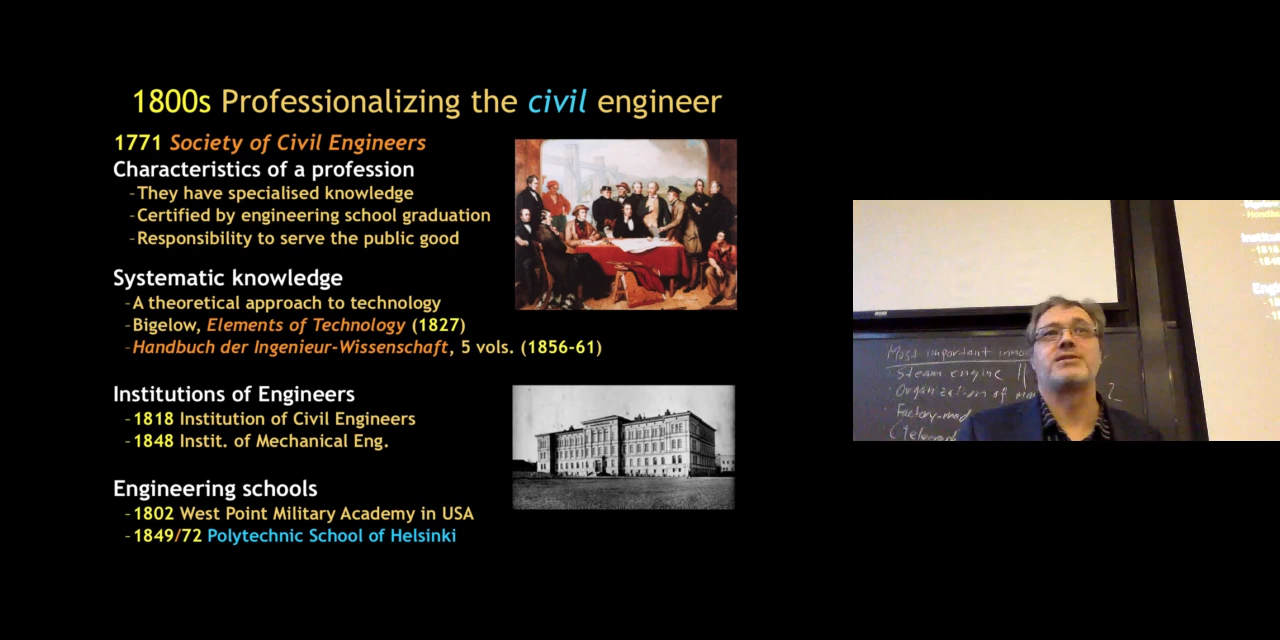 1800s Professionalizing the civil engineer
1771 Society of Civil Engineers
Characteristics of a profession
-They have specialised knowledge
-Certified by engineering school graduation
-Responsibility to serve the public good
Systematic knowledge
-A theoretical approach to technology
-Bigelow, Elements of Technology (1827)
-Handbuch der Ingenieur-Wissenschaft, 5 vols. (1856-61)
Institutions of Engineers
-1818 Institution of Civil Engineers
-1848 Instit. of Mechanical Eng.
Engineering schools
-1802 West Point Military Academy in USA
-1849/72 Polytechnic School of Helsinki
Most important
Steam engine
Organization of